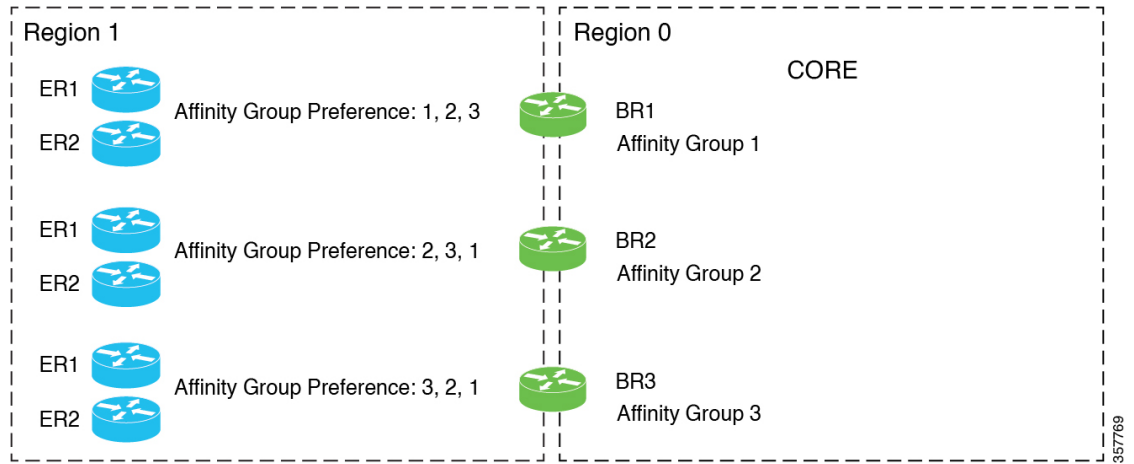 Region 1
Region 0
CORE
ER1
ER2
Affinity Group Preference: 1, 2, 3
BR1
Affinity Group 1
ER1
ER2
Affinity Group Preference: 2, 3, 1
BR2
Affinity Group 2
ER1
ER2
Affinity Group Preference: 3, 2, 1
BR3
Affinity Group 3
357769